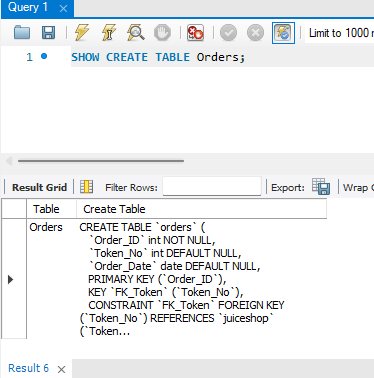 Query 1 ×
Limit to 1000 r
1 SHOW CREATE TABLE Orders;
Result Grid Filter Rows: Export: Wrap C
Table Create Table
Orders CREATE TABLE `orders` (
`Order_ID` int NOT NULL,
`Token_No` int DEFAULT NULL,
`Order_Date` date DEFAULT NULL,
PRIMARY KEY (`Order_ID`),
KEY `FK_Token` (`Token_No`),
CONSTRAINT `FK_Token` FOREIGN KEY
(`Token_No`) REFERENCES `juiceshop`
(`Token...
Result 6 ×